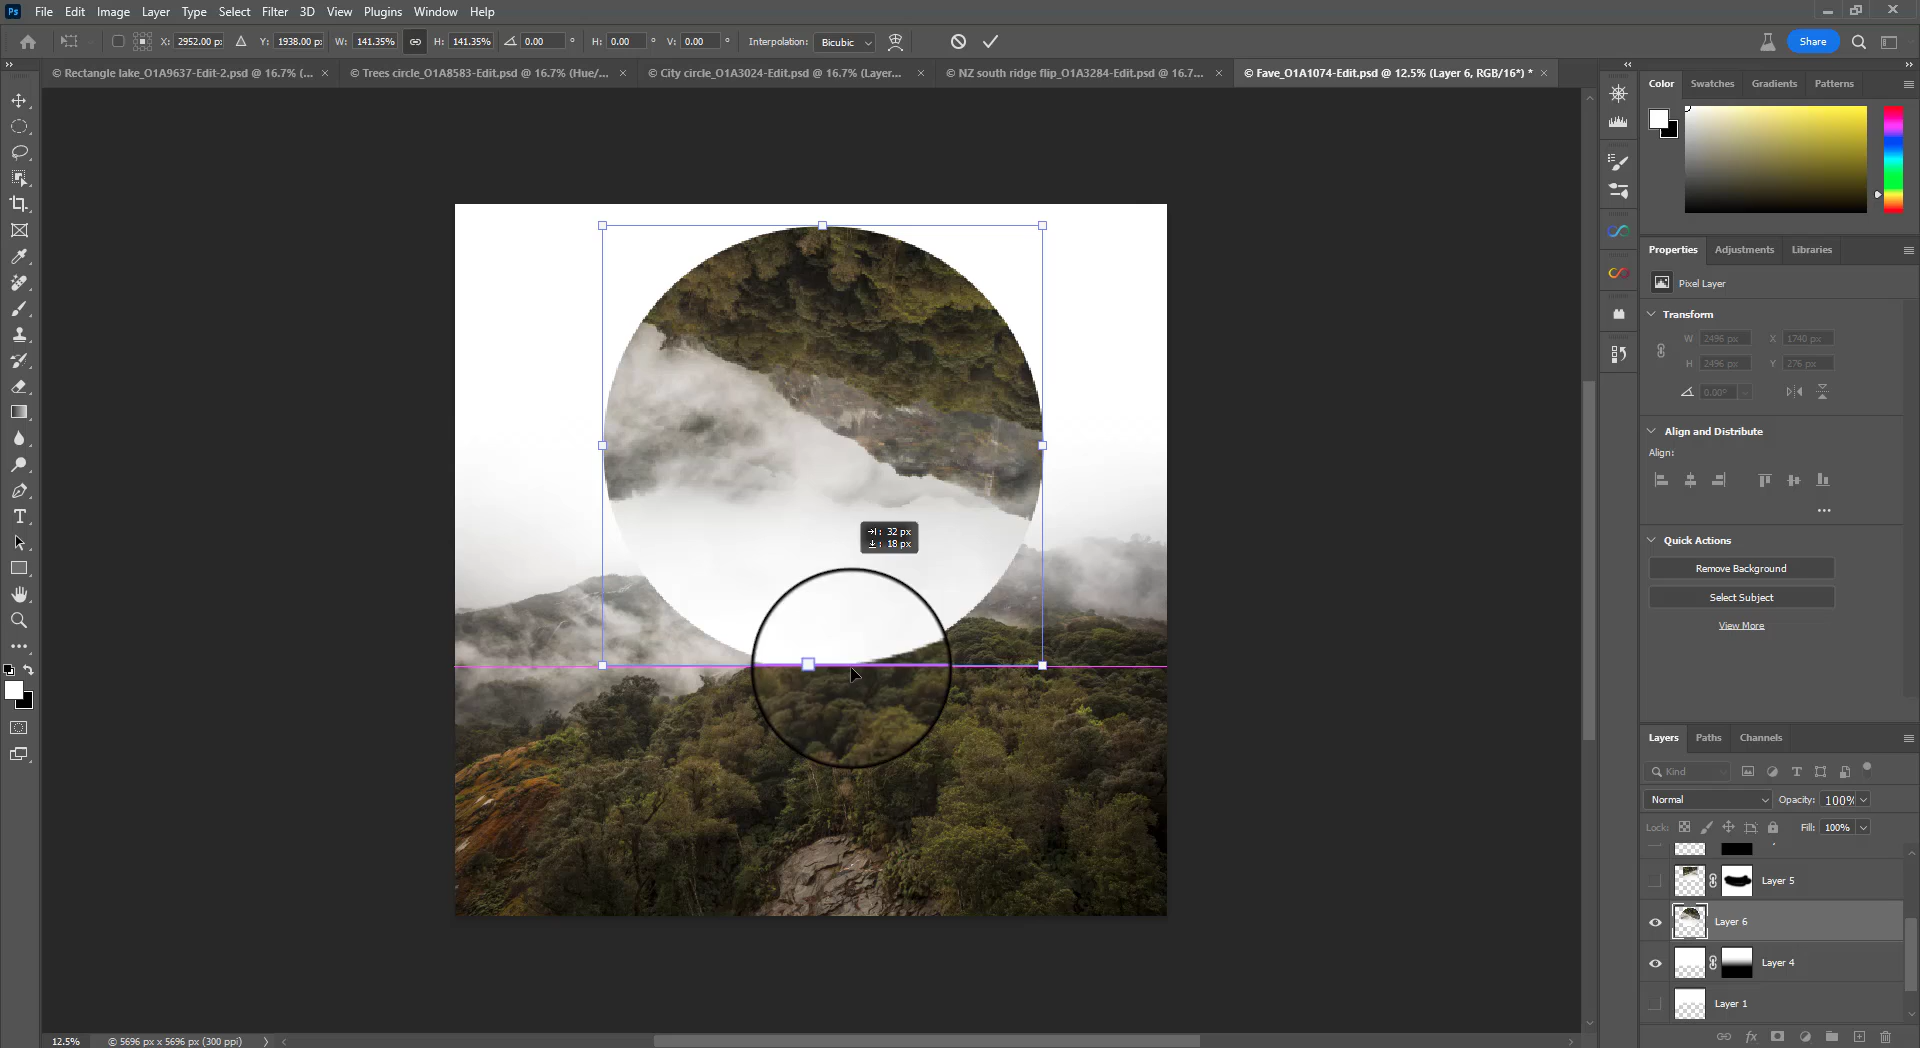 Ps File Edit Image Layer Type Select Filter 3D View Plugins Window Help
X: 2952.00 px Y: 1938.00 px W: 141.35% H: 141.35% 0.00 ° H: 0.00 ° V: 0.00 ° Interpolation: Bicubic Share
© Rectangle lake_O1A9637-Edit-2.psd @ 16.7% (... × © Trees circle_O1A8583-Edit.psd @ 16.7% (Hue/... × © City circle_O1A3024-Edit.psd @ 16.7% (Layer... × © NZ south ridge flip_O1A3284-Edit.psd @ 16.7... × © Fave_O1A1074-Edit.psd @ 12.5% (Layer 6, RGB/16*) * ×
Color Swatches Gradients Patterns
Properties Adjustments Libraries
Pixel Layer
Transform
W 2496 px X 1740 px
H 2496 px Y 276 px
0.00°
Align and Distribute
Align:
Quick Actions
Remove Background
Select Subject
View More
: 32 px
: 18 px
Layers Paths Channels
Kind
Normal Opacity: 100%
Lock: Fill: 100%
Layer 5
Layer 6
Layer 4
Layer 1
12.5% © 5696 px x 5696 px (300 ppi)